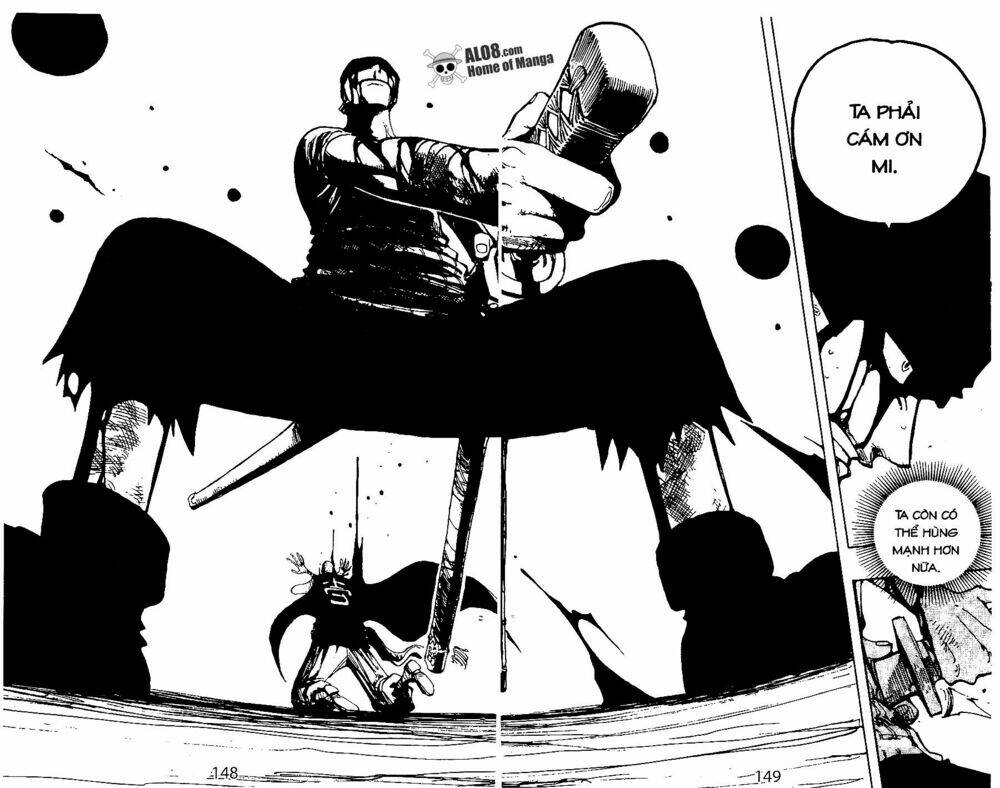 AL08.com
Home of Manga
TA PHẢI
CÁM ƠN
MI.
TA CÒN CÓ
THỂ HÙNG
MẠNH HƠN
NỮA.
148
149